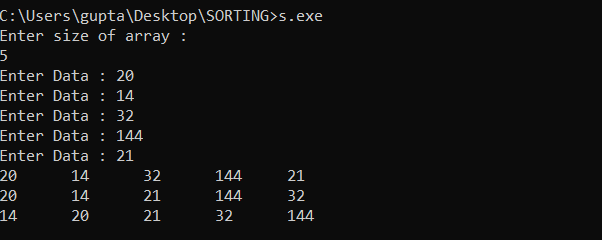 C:\Users\gupta\Desktop\SORTING>s.exe
Enter size of array :
5
Enter Data : 20
Enter Data : 14
Enter Data : 32
Enter Data : 144
Enter Data : 21
20 14 32 144 21
20 14 21 144 32
14 20 21 32 144